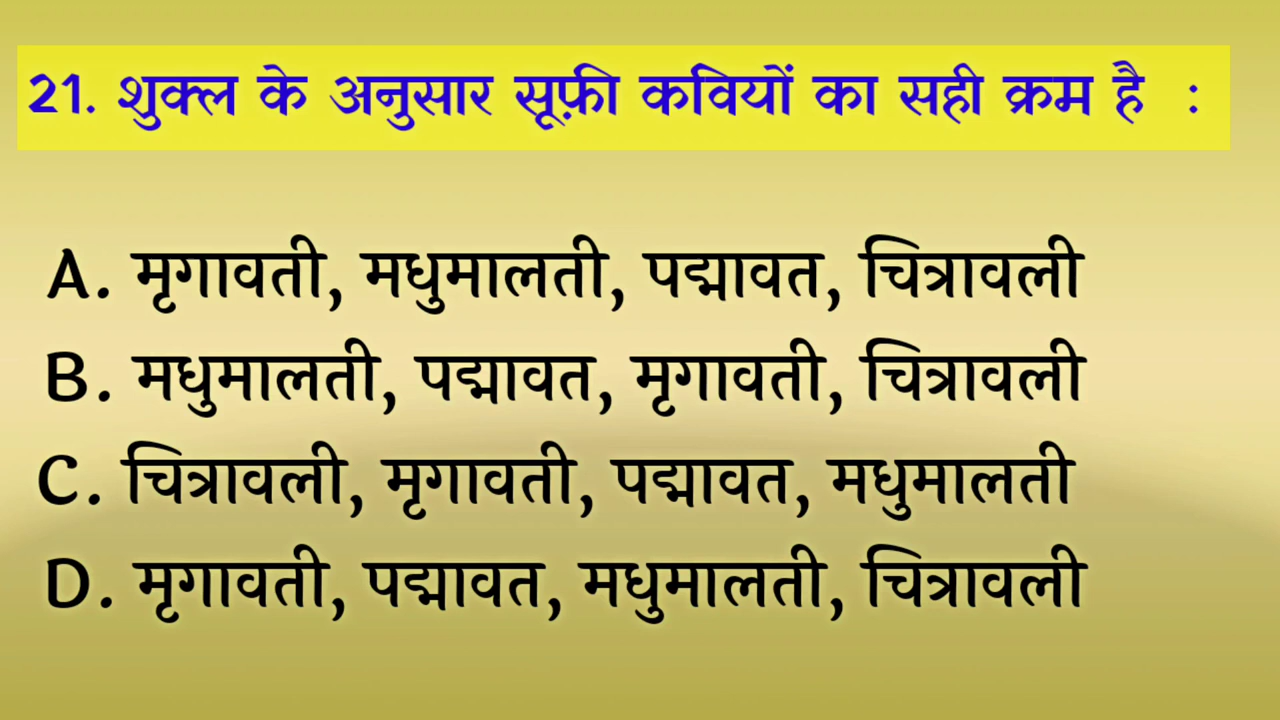 21. शुक्ल के अनुसार सूफ़ी कवियों का सही क्रम है :
A. मृगावती, मधुमालती, पद्मावत, चित्रावली
B. मधुमालती, पद्मावत, मृगावती, चित्रावली
C. चित्रावली, मृगावती, पद्मावत, मधुमालती
D. मृगावती, पद्मावत, मधुमालती, चित्रावली